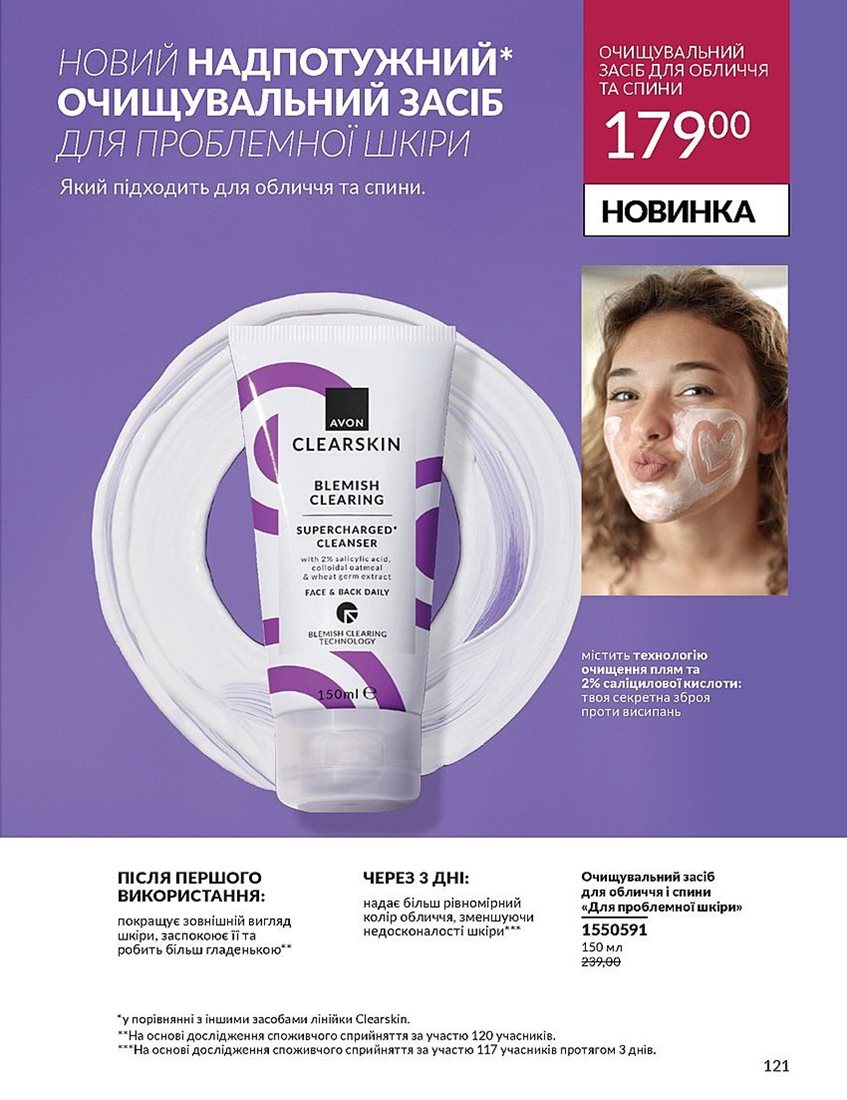 НОВИЙ НАДПОТУЖНИЙ*
ОЧИЩУВАЛЬНИЙ ЗАСІБ
ДЛЯ ПРОБЛЕМНОЇ ШКІРИ
Який підходить для обличчя та спини.
ОЧИЩУВАЛЬНИЙ
ЗАСІБ ДЛЯ ОБЛИЧЧЯ
ТА СПИНИ
179⁰⁰
НОВИНКА
AVON
CLEARSKIN
BLEMISH
CLEARING
SUPERCHARGED*
CLEANSER
with 2% salicylic acid,
colloidal oatmeal
& wheat germ extract
FACE & BACK DAILY
BLEMISH CLEARING
TECHNOLOGY
150ml ℮
містить технологію
очищення плям та
2% саліцилової кислоти:
твоя секретна зброя
проти висипань
ПІСЛЯ ПЕРШОГО
ВИКОРИСТАННЯ:
покращує зовнішній вигляд
шкіри, заспокоює її та
робить більш гладенькою**
ЧЕРЕЗ 3 ДНІ:
надає більш рівномірний
колір обличчя, зменшуючи
недосконалості шкіри***
Очищувальний засіб
для обличчя і спини
«Для проблемної шкіри»
1550591
150 мл
239,00
*у порівнянні з іншими засобами лінійки Clearskin.
**На основі дослідження споживчого сприйняття за участю 120 учасників.
***На основі дослідження споживчого сприйняття за участю 117 учасників протягом 3 днів.
121